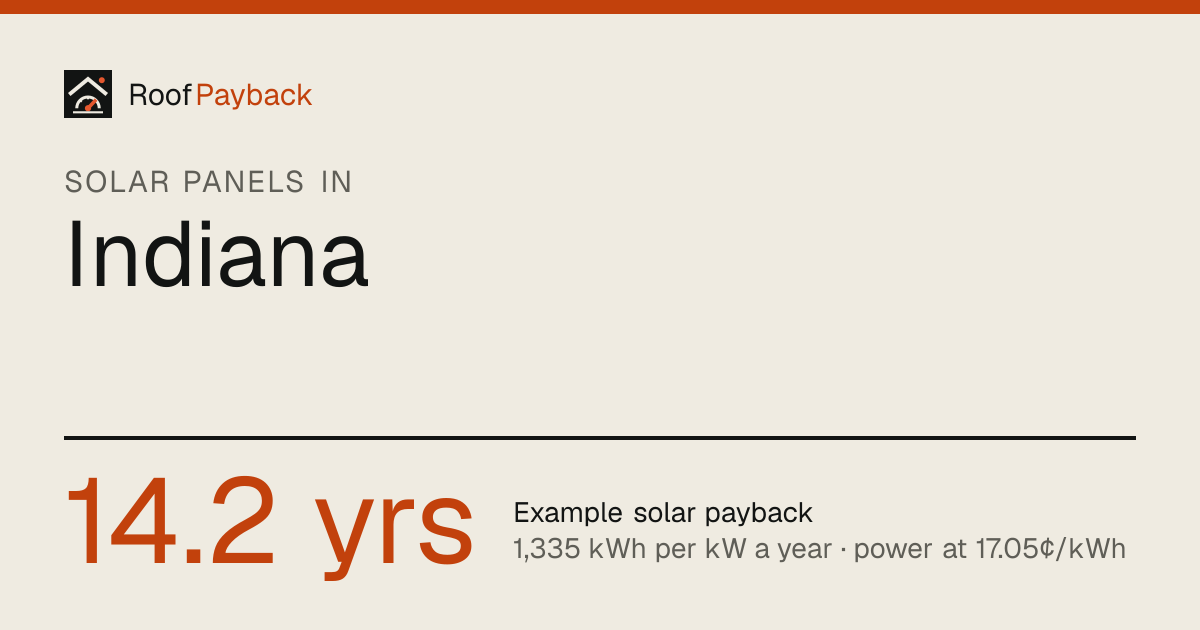 RoofPayback
SOLAR PANELS IN
Indiana
14.2 yrs
Example solar payback
1,335 kWh per kW a year · power at 17.05¢/kWh